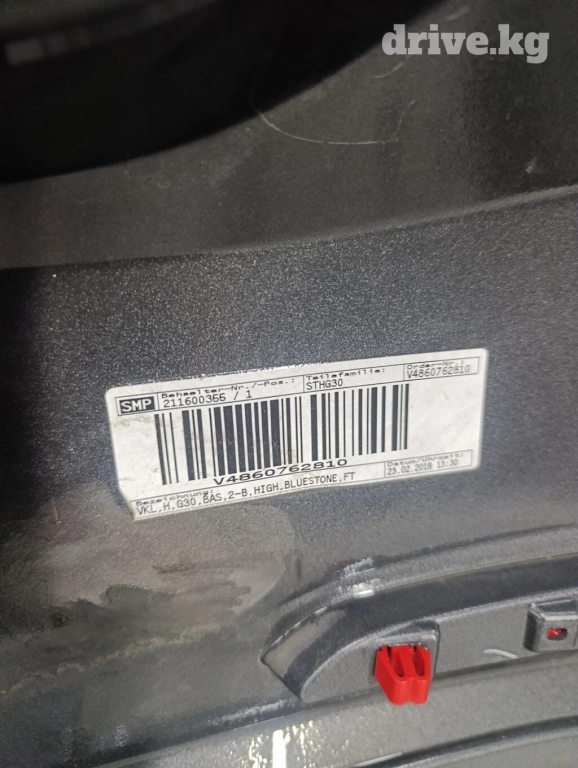 drive.kg
SMP
Behaelter-Nr./-Pos.:
211600366 / 1
Teilefamilie:
STHG30
Order-Nr.:
V4860762810
V4860762810
Bezeichnung:
VKL,H,G30,BAS,2-B,HIGH,BLUESTONE,FT
Datum/Uhrzeit:
23.02.2018 13:30